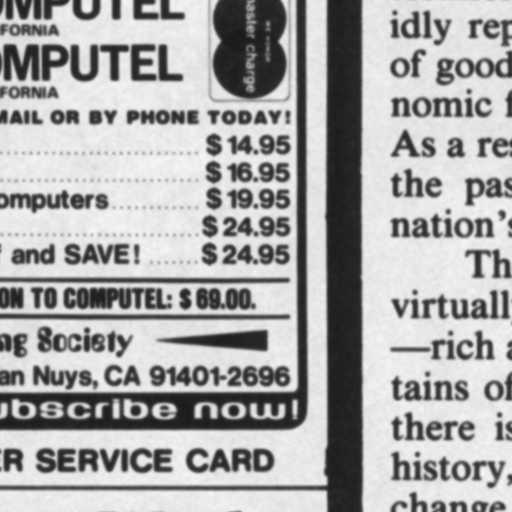 OMPUTEL
FORNIA
OMPUTEL
FORNIA
master charge
MAIL OR BY PHONE TODAY!
$14.95
$16.95
omputers $19.95
$24.95
and SAVE! $24.95
ON TO COMPUTEL: $69.00.
ng Society
an Nuys, CA 91401-2696
ubscribe now!
R SERVICE CARD
idly rep
of good
nomic f
As a res
the pas
nation's
Th
virtuall
—rich a
tains of
there is
history,
change